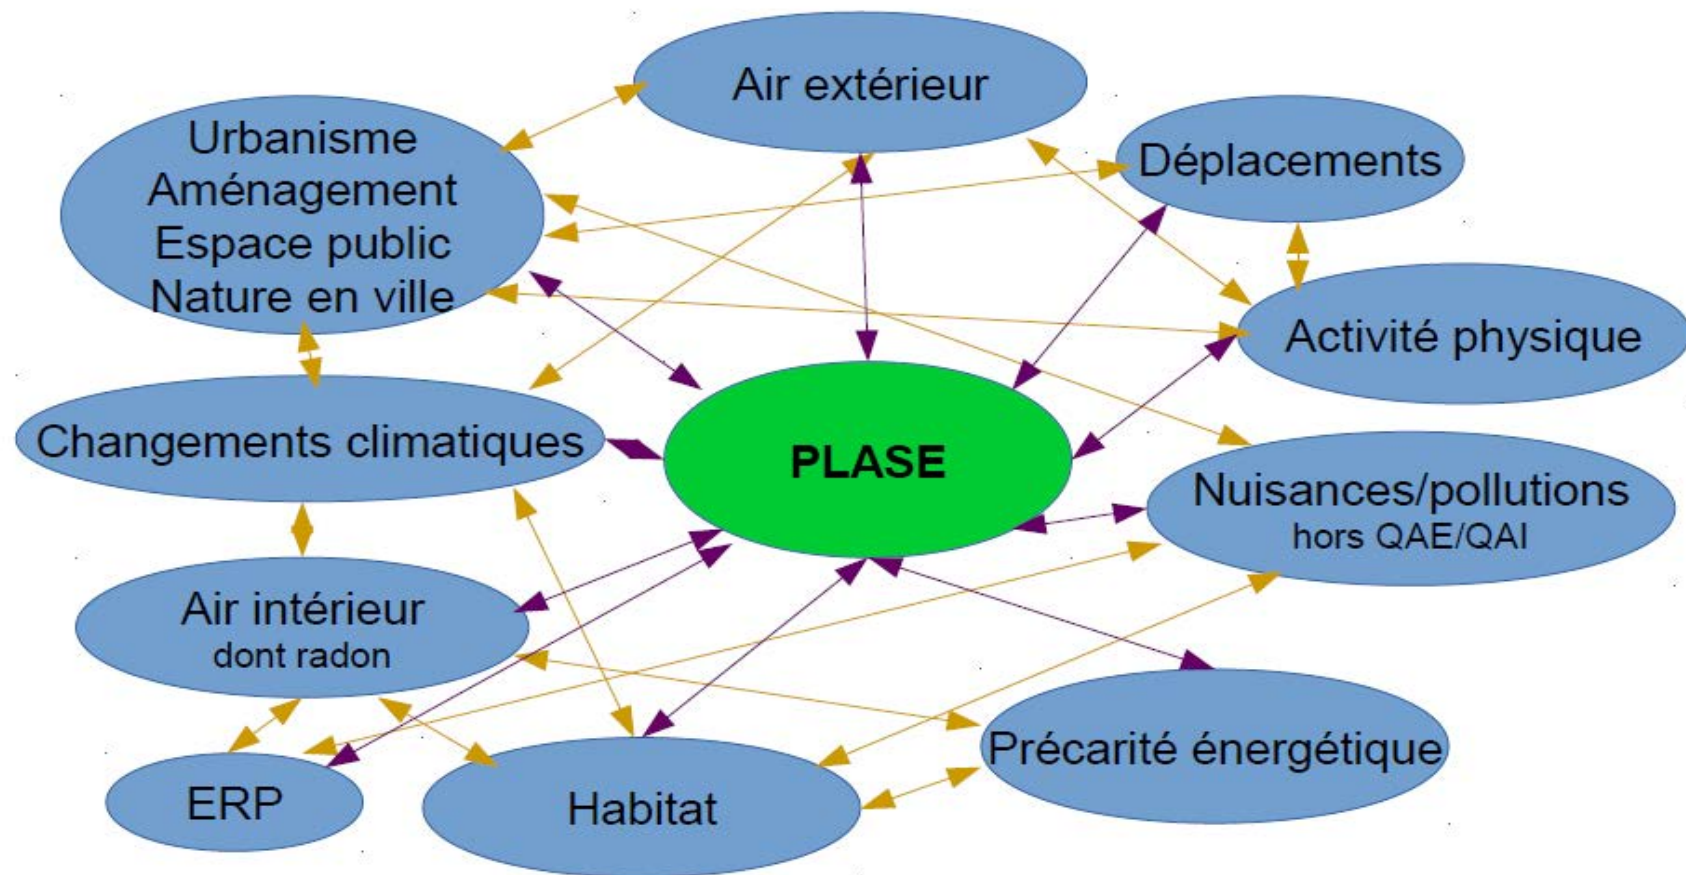 Air extérieur
Urbanisme
Aménagement
Espace public
Nature en ville
Déplacements
Activité physique
Changements climatiques
PLASE
Nuisances/pollutions
hors QAE/QAI
Air intérieur
dont radon
Précarité énergétique
ERP
Habitat